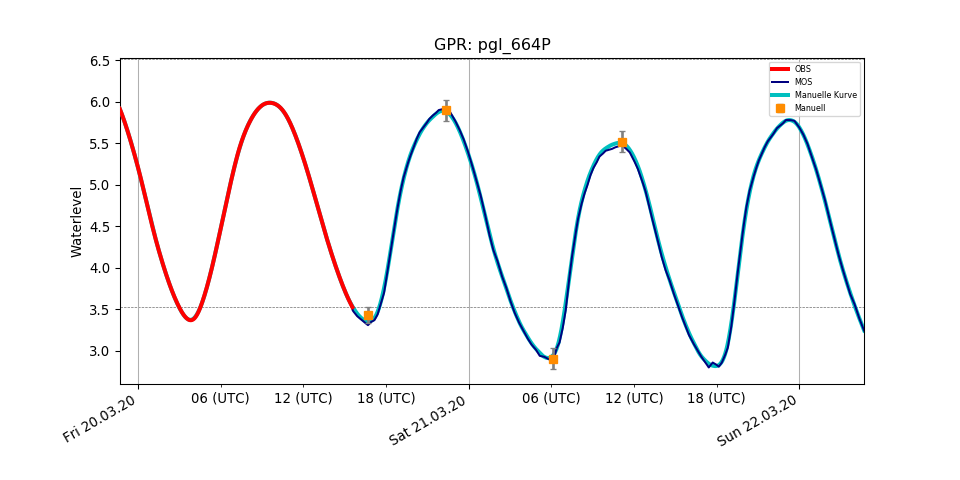 GPR: pgl_664P
OBS
MOS
Manuelle Kurve
Manuell
Waterlevel
6.5
6.0
5.5
5.0
4.5
4.0
3.5
3.0
Fri 20.03.20
06 (UTC)
12 (UTC)
18 (UTC)
Sat 21.03.20
06 (UTC)
12 (UTC)
18 (UTC)
Sun 22.03.20